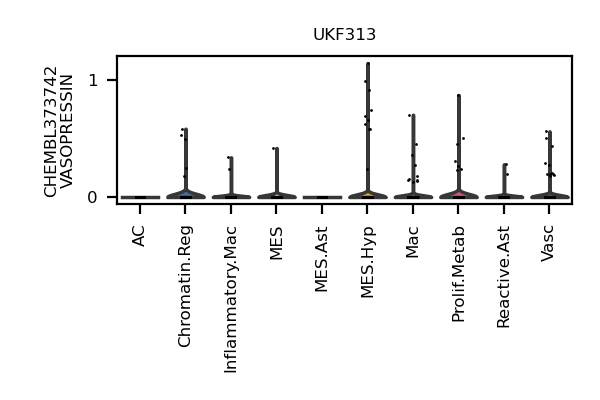 UKF313
CHEMBL373742
VASOPRESSIN
1
0
AC
Chromatin.Reg
Inflammatory.Mac
MES
MES.Ast
MES.Hyp
Mac
Prolif.Metab
Reactive.Ast
Vasc